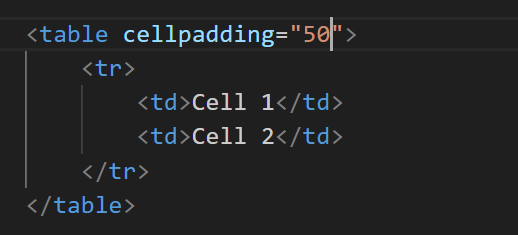 <table cellpadding="50">
<tr>
<td>Cell 1</td>
<td>Cell 2</td>
</tr>
</table>